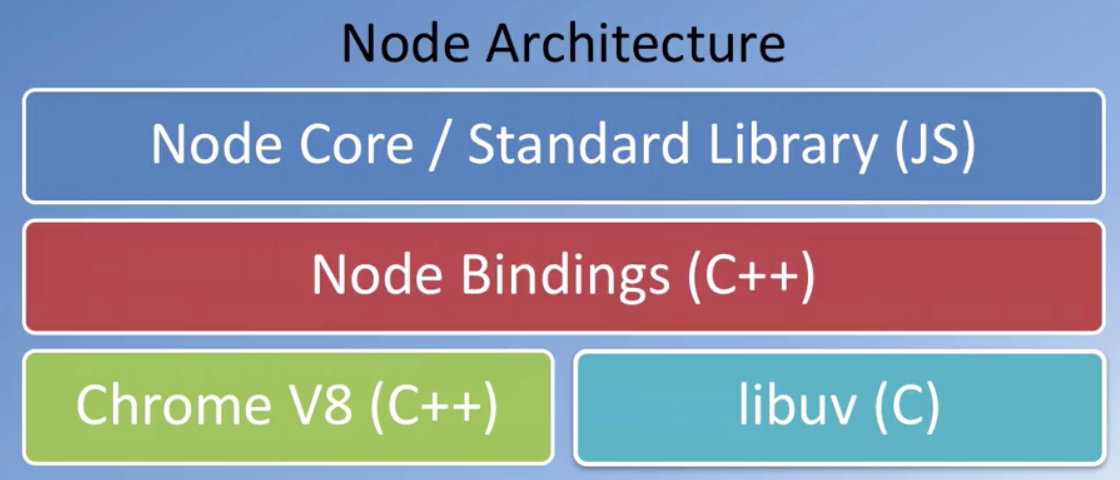 Node Architecture
Node Core / Standard Library (JS)
Node Bindings (C++)
Chrome V8 (C++)
libuv (C)